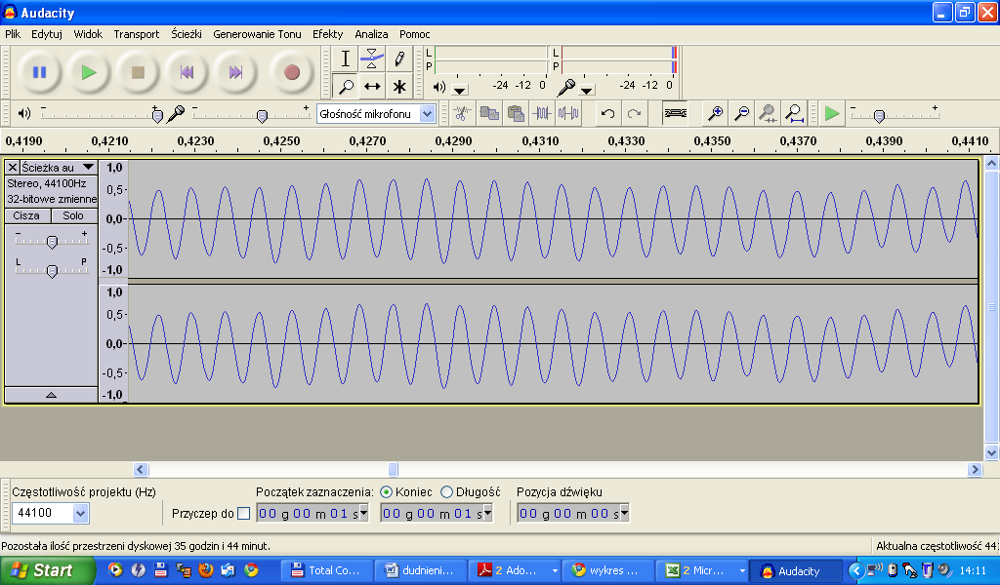 Audacity
Plik Edytuj Widok Transport Ścieżki Generowanie Tonu Efekty Analiza Pomoc
L
P
-24 -12 0
L
P
-24 -12 0
- + - +
Głośność mikrofonu
- +
0,4190 0,4210 0,4230 0,4250 0,4270 0,4290 0,4310 0,4330 0,4350 0,4370 0,4390 0,4410
Ścieżka au
Stereo, 44100Hz
32-bitowe zmienne
Cisza Solo
- +
L P
1,0
0,5-
0,0-
-0,5-
-1,0
1,0
0,5-
0,0-
-0,5-
-1,0
Częstotliwość projektu (Hz)
44100
Przyczep do
Początek zaznaczenia: Koniec Długość
00 g 00 m 01 s 00 g 00 m 01 s
Pozycja dźwięku
00 g 00 m 00 s
Pozostała ilość przestrzeni dyskowej 35 godzin i 44 minut.
Aktualna częstotliwość 44
Start
Total Co...
dudnieni...
2 Ado...
wykres ...
2 Micr...
Audacity
14:11